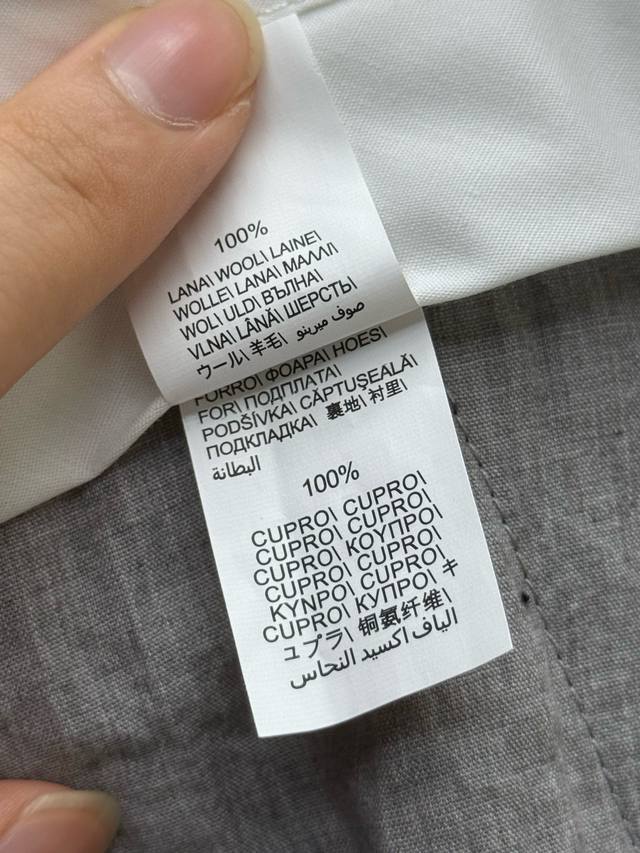 100%
LANA\ WOOL\ LAINE\
WOLLE\ LANA\ ΜΑΛΛΙ\
WOL\ ULD\ ВЪЛНА\
VLNA\ LÂNĂ\ ШЕРСТЬ\
ウール\ 羊毛\ صوف ميرينو
FORRO\ ΦΟΔΡΑ\ HOES\
FOR\ ПОДПЛАТА\
PODŠÍVKA\ CĂPTUŞEALĂ\
ПОДКЛАДКА\ 裏地\ 衬里\
البطانة
100%
CUPRO\ CUPRO\
CUPRO\ CUPRO\
CUPRO\ ΚΟΥΠΡΟ\
CUPRO\ CUPRO\
KYNPO\ CUPRO\
CUPRO\ КУПРО\ キ
ュプラ\ 铜氨纤维\
الياف اكسيد النحاس